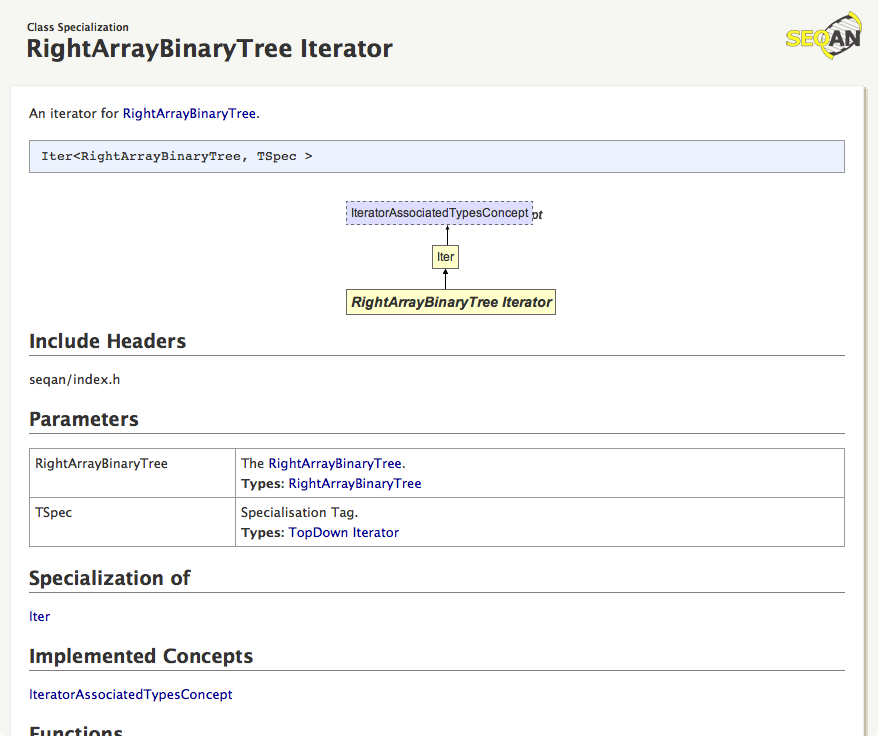 Class Specialization
RightArrayBinaryTree Iterator
SEQAN
An iterator for RightArrayBinaryTree.
Iter<RightArrayBinaryTree, TSpec >
IteratorAssociatedTypesConcept pt
Iter
RightArrayBinaryTree Iterator
Include Headers
seqan/index.h
Parameters
RightArrayBinaryTree
The RightArrayBinaryTree.
Types: RightArrayBinaryTree
TSpec
Specialisation Tag.
Types: TopDown Iterator
Specialization of
Iter
Implemented Concepts
IteratorAssociatedTypesConcept
Functions